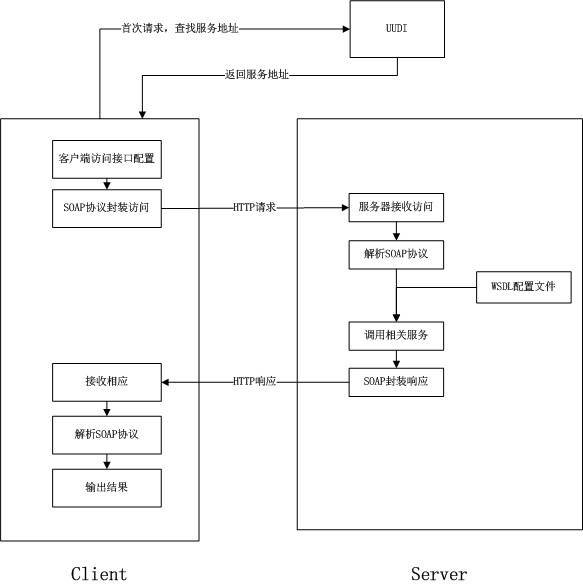 首次请求，查找服务地址
UUDI
返回服务地址
客户端访问接口配置
SOAP协议封装访问
HTTP请求
服务器接收访问
解析SOAP协议
WSDL配置文件
调用相关服务
接收相应
HTTP响应
SOAP封装响应
解析SOAP协议
输出结果
Client
Server